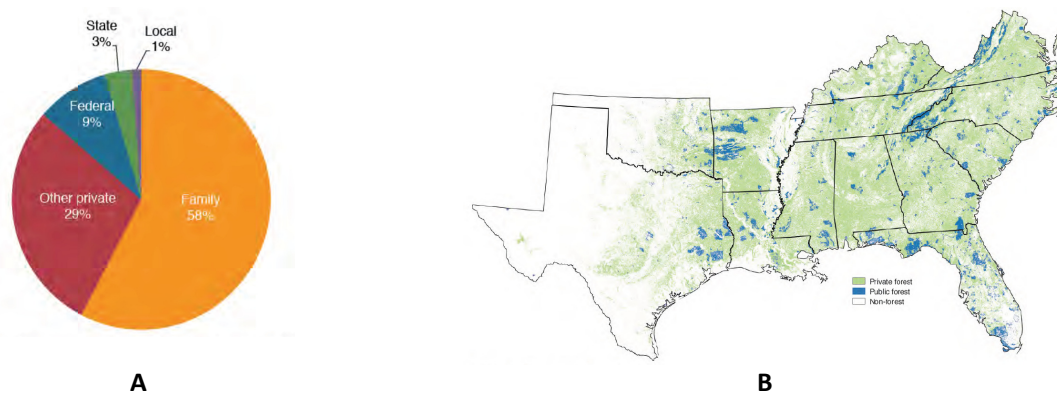 State
3%
Local
1%
Federal
9%
Other private
29%
Family
58%
Private forest
Public forest
Non-forest
A
B